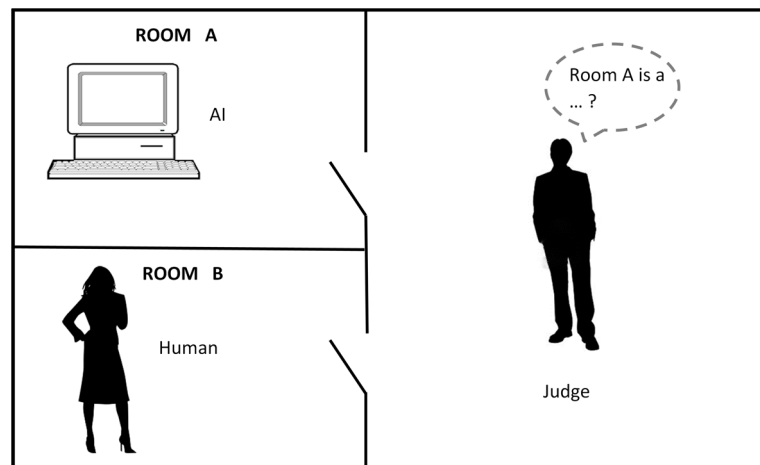 ROOM A
AI
Room A is a
... ?
ROOM B
Human
Judge